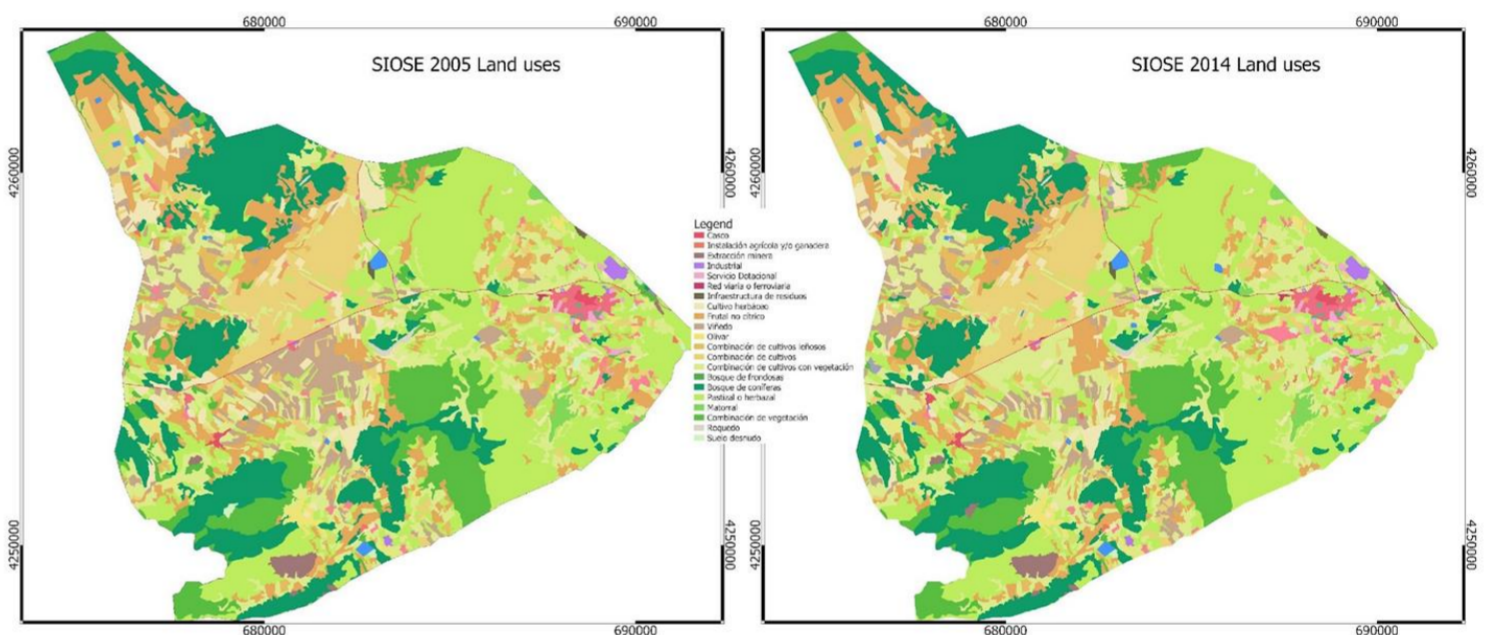 680000
690000
680000
690000
SIOSE 2005 Land uses
SIOSE 2014 Land uses
4260000
4260000
4260000
4260000
Legend
Casco
Instalación agrícola y/o ganadera
Extracción minera
Industrial
Servicio Dotacional
Red viaria o ferroviaria
Infraestructura de residuos
Cultivo herbáceo
Frutal no cítrico
Viñedo
Olivar
Combinación de cultivos leñosos
Combinación de cultivos
Combinación de cultivos con vegetación
Bosque de frondosas
Bosque de coníferas
Pastizal o herbazal
Matorral
Combinación de vegetación
Roquedo
Suelo desnudo
4250000
4250000
4250000
4250000
680000
690000
680000
690000